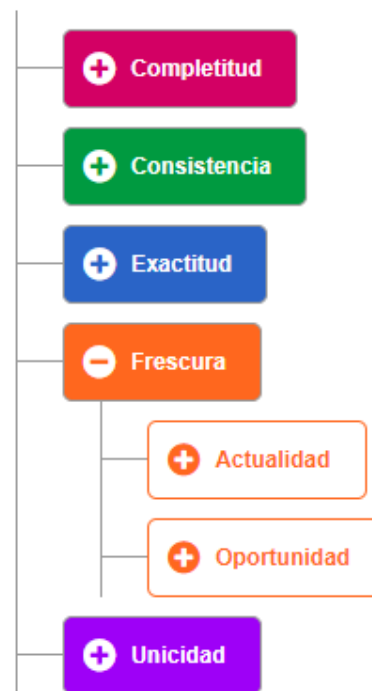 Completitud
Consistencia
Exactitud
Frescura
Actualidad
Oportunidad
Unicidad